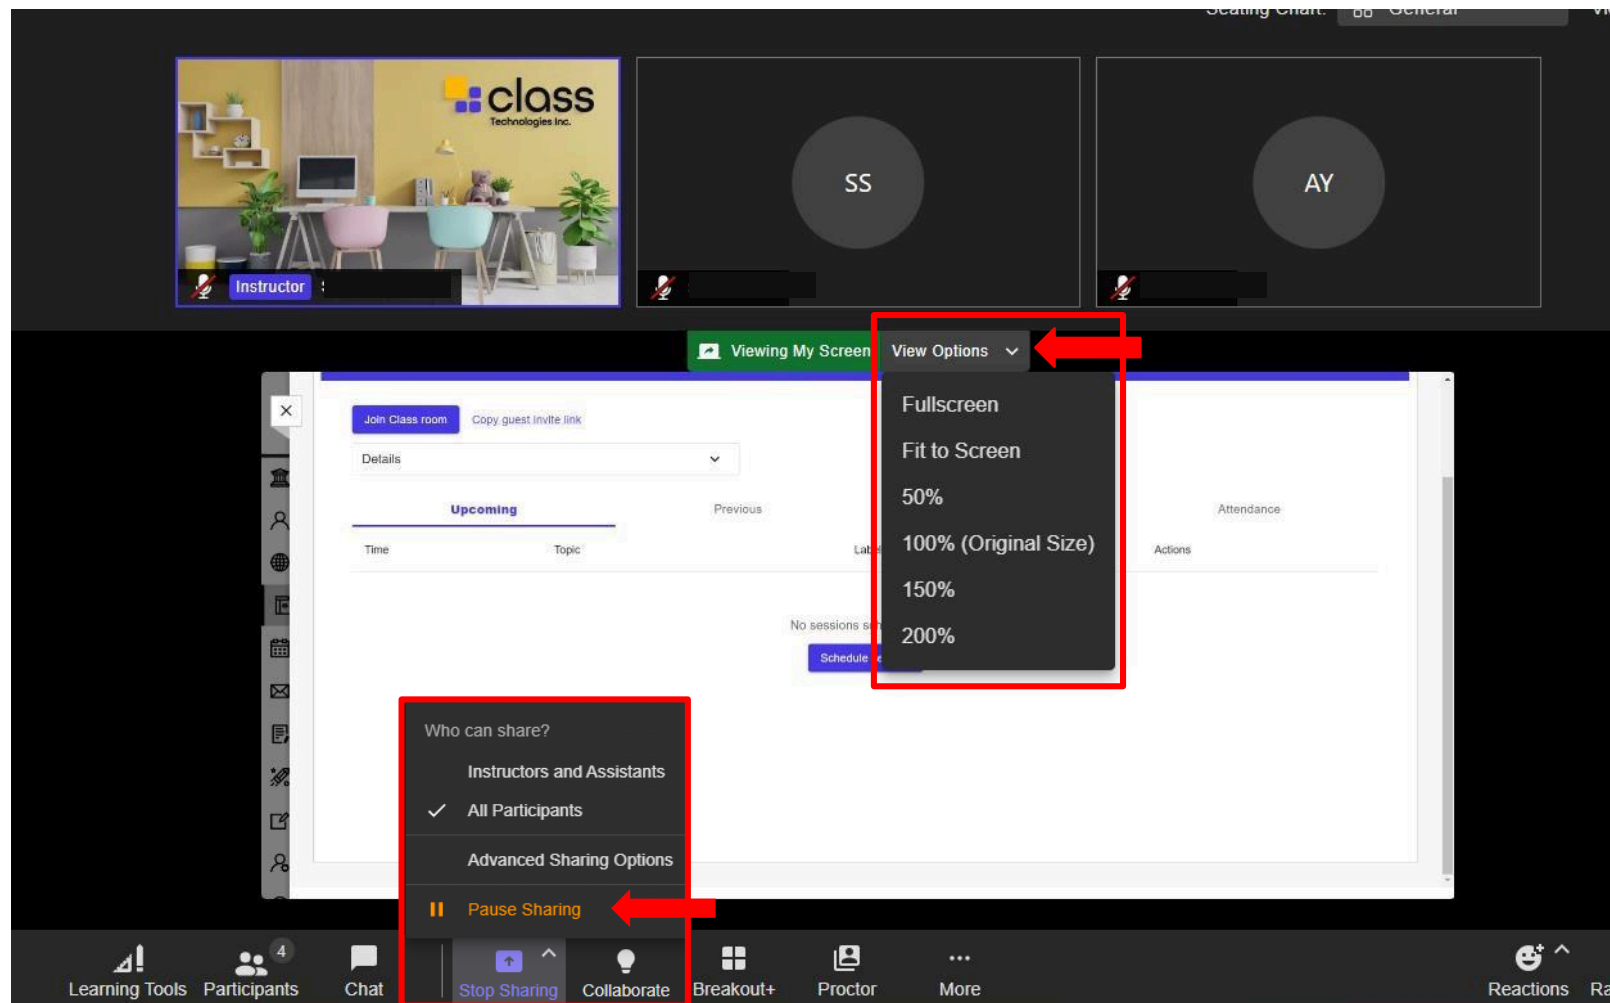 Seating Chart: General
class
Technologies Inc.
SS
AY
Instructor
Viewing My Screen View Options
Fullscreen
Fit to Screen
50%
100% (Original Size)
150%
200%
Join Class room Copy guest invite link
Details
Upcoming Previous Attendance
Time Topic Actions
No sessions
Schedule
Who can share?
Instructors and Assistants
All Participants
Advanced Sharing Options
Pause Sharing
4
Learning Tools Participants Chat Stop Sharing Collaborate Breakout+ Proctor More Reactions